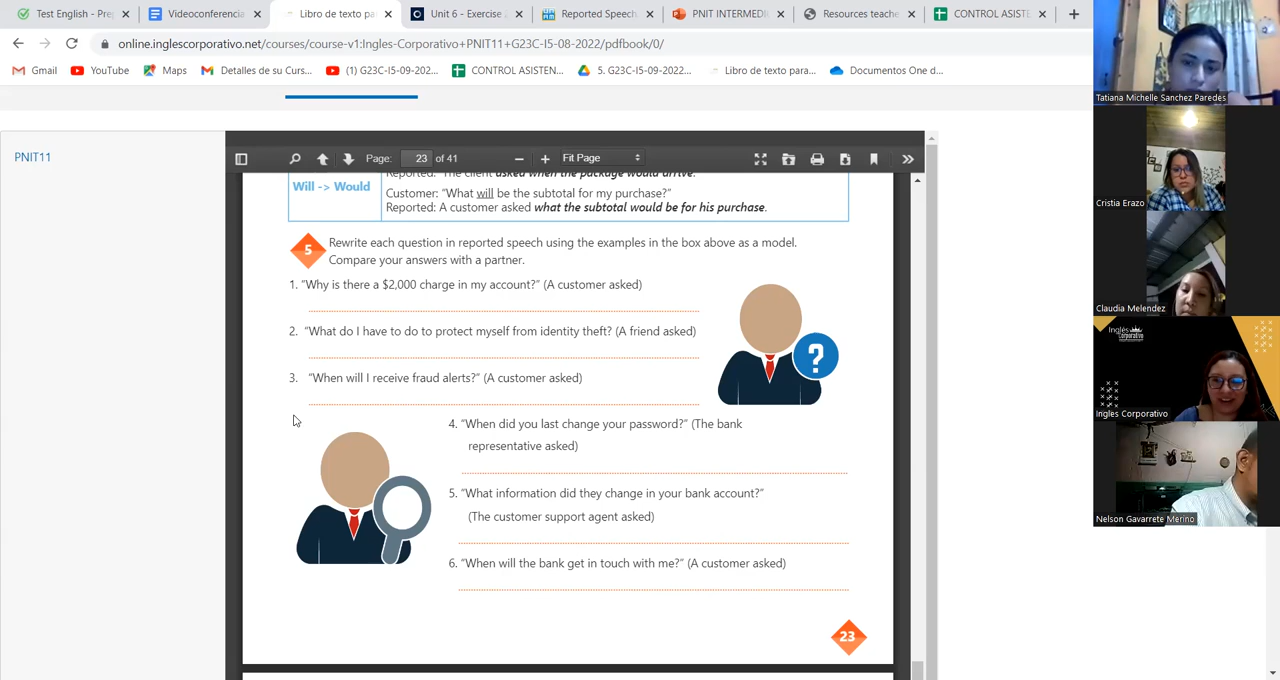 Test English - Pre
Videoconferencia
Libro de texto pa
Unit 6 - Exercise
Reported Speech
PNIT INTERMEDI
Resources teache
CONTROL ASISTE
online.inglescorporativo.net/courses/course-v1:Ingles-Corporativo+PNIT11+G23C-I5-08-2022/pdfbook/0/
Gmail
YouTube
Maps
Detalles de su Curs...
(1) G23C-I5-09-202...
CONTROL ASISTEN...
5. G23C-I5-09-2022...
Libro de texto para...
Documentos One d...
PNIT11
Page: 23 of 41
Fit Page
Reported: The client asked when the package would arrive.
Will -> Would
Customer: "What will be the subtotal for my purchase?"
Reported: A customer asked what the subtotal would be for his purchase.
5
Rewrite each question in reported speech using the examples in the box above as a model.
Compare your answers with a partner.
1. "Why is there a $2,000 charge in my account?" (A customer asked)
2. "What do I have to do to protect myself from identity theft? (A friend asked)
3. "When will I receive fraud alerts?" (A customer asked)
?
4. "When did you last change your password?" (The bank
representative asked)
5. "What information did they change in your bank account?"
(The customer support agent asked)
6. "When will the bank get in touch with me?" (A customer asked)
23
Tatiana Michelle Sanchez Paredes
Cristia Erazo
Claudia Melendez
Inglés
Corporativo
Ingles Corporativo
Nelson Gavarrete Merino